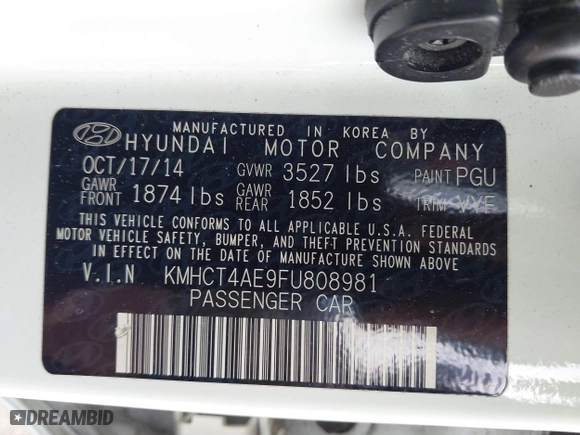 MANUFACTURED IN KOREA BY
HYUNDAI MOTOR COMPANY
OCT/17/14 GVWR 3527 lbs PAINT PGU
GAWR FRONT 1874 lbs GAWR REAR 1852 lbs TRIM VYE
THIS VEHICLE CONFORMS TO ALL APPLICABLE U.S.A. FEDERAL
MOTOR VEHICLE SAFETY, BUMPER, AND THEFT PREVENTION STANDARDS
IN EFFECT ON THE DATE OF MANUFACTURE SHOWN ABOVE.
V.I.N KMHCT4AE9FU808981
PASSENGER CAR
DREAMBID